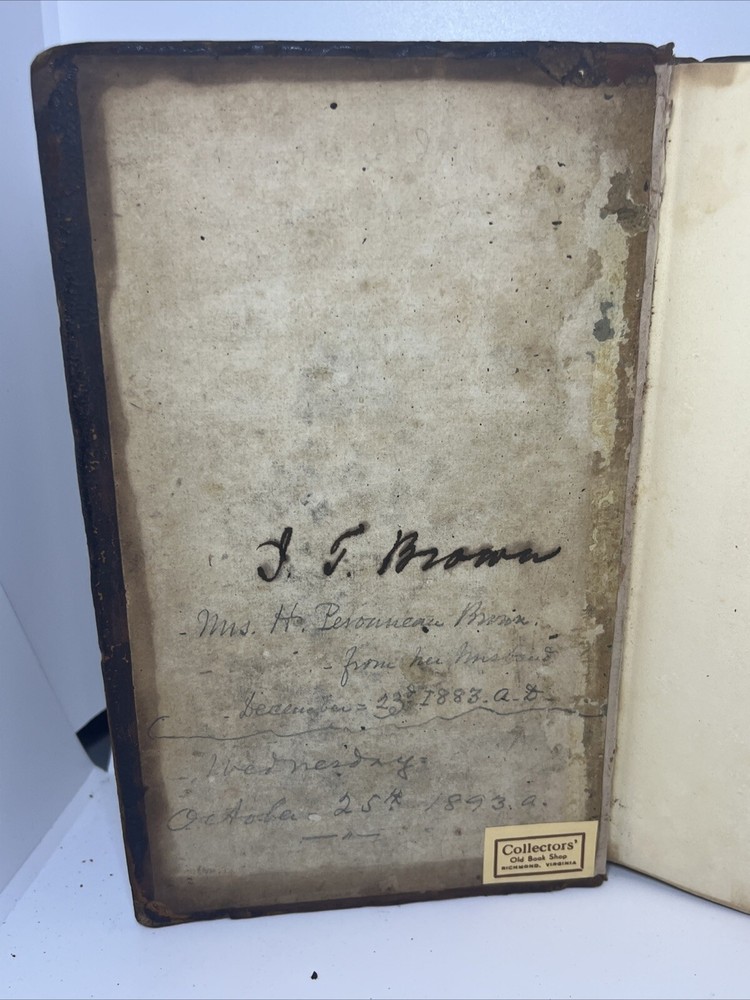 J. T. Brown
- Mrs. H. Peronneau Brown.
- from her husband
- December - 23d 1883. A. D -
- Wednesday -
October - 25th 1893. a.
Collectors'
Old Book Shop
RICHMOND, VIRGINIA